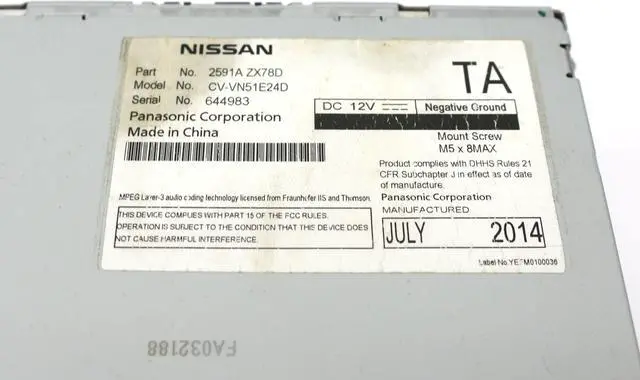 NISSAN
TA
Part No. 2591A ZX78D
Model No. CV-VN51E24D
Serial No. 644983
Panasonic Corporation
Made in China
DC 12V Negative Ground
Mount Screw
M5 x 8MAX
Product complies with DHHS Rules 21
CFR Subchapter J in effect as of date
of manufacture.
Panasonic Corporation
MANUFACTURED
JULY 2014
MPEG Layer-3 audio coding technology licensed from Fraunhofer IIS and Thomson.
THIS DEVICE COMPLIES WITH PART 15 OF THE FCC RULES.
OPERATION IS SUBJECT TO THE CONDITION THAT THIS DEVICE DOES
NOT CAUSE HARMFUL INTERFERENCE.
Label No.YEFM0100036
FA032188